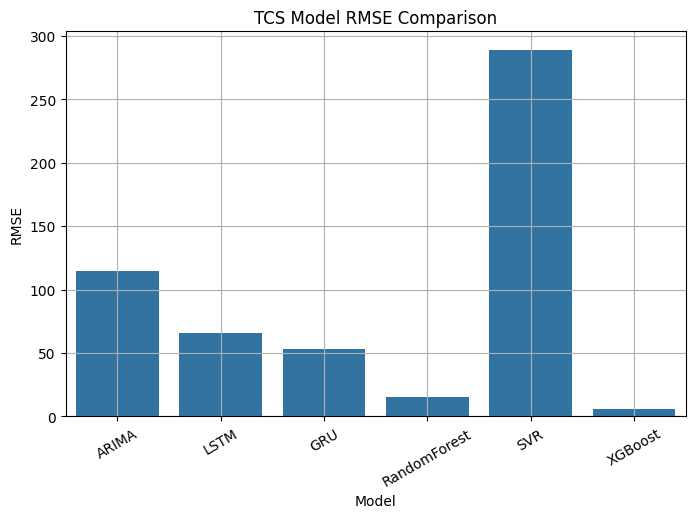 TCS Model RMSE Comparison
300
250
200
150
100
50
0
RMSE
ARIMA
LSTM
GRU
RandomForest
SVR
XGBoost
Model